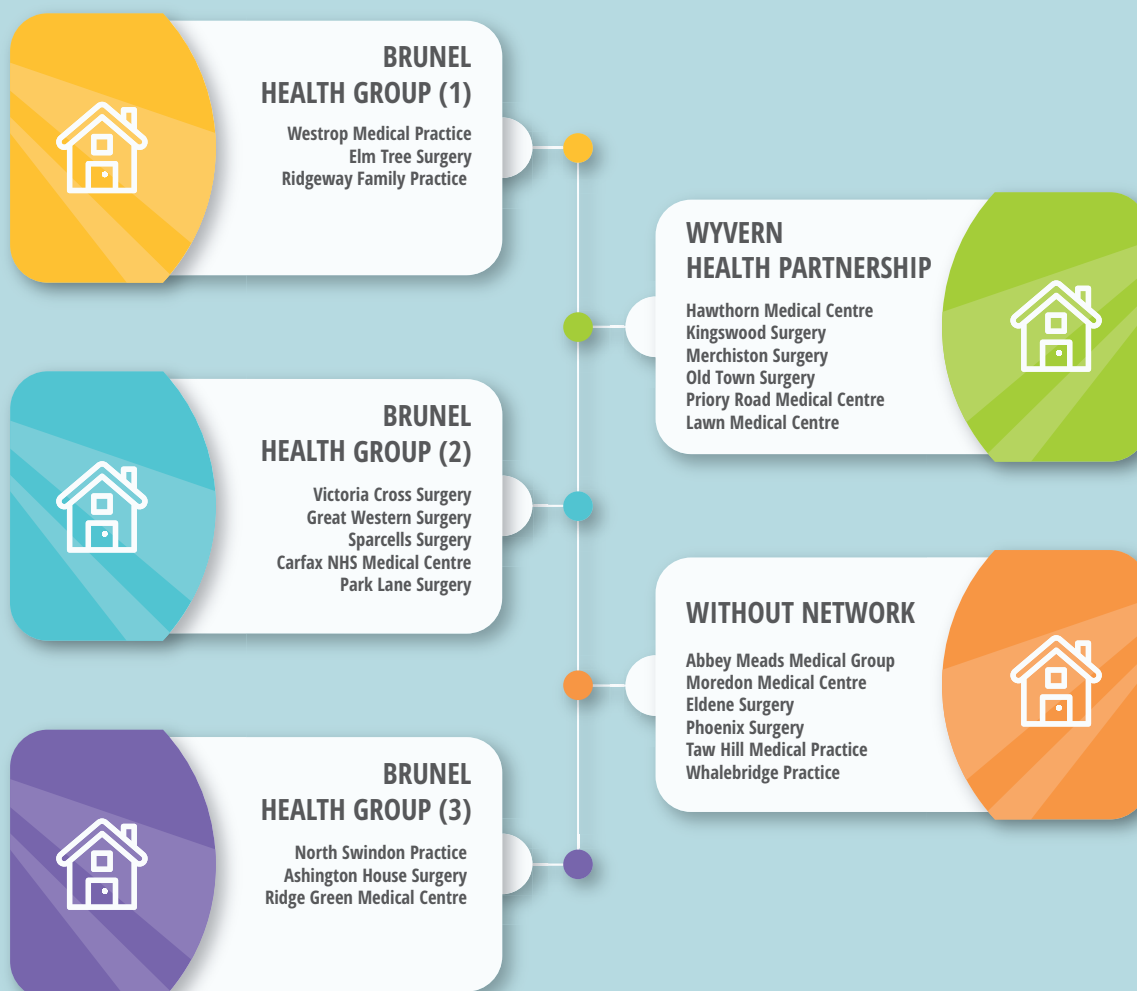 BRUNEL
HEALTH GROUP (1)
Westrop Medical Practice
Elm Tree Surgery
Ridgeway Family Practice
WYVERN
HEALTH PARTNERSHIP
Hawthorn Medical Centre
Kingswood Surgery
Merchiston Surgery
Old Town Surgery
Priory Road Medical Centre
Lawn Medical Centre
BRUNEL
HEALTH GROUP (2)
Victoria Cross Surgery
Great Western Surgery
Sparcells Surgery
Carfax NHS Medical Centre
Park Lane Surgery
WITHOUT NETWORK
Abbey Meads Medical Group
Moredon Medical Centre
Eldene Surgery
Phoenix Surgery
Taw Hill Medical Practice
Whalebridge Practice
BRUNEL
HEALTH GROUP (3)
North Swindon Practice
Ashington House Surgery
Ridge Green Medical Centre